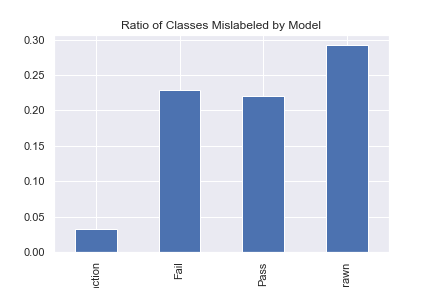 Ratio of Classes Mislabeled by Model
0.30
0.25
0.20
0.15
0.10
0.05
0.00
ction
Fail
Pass
rawn